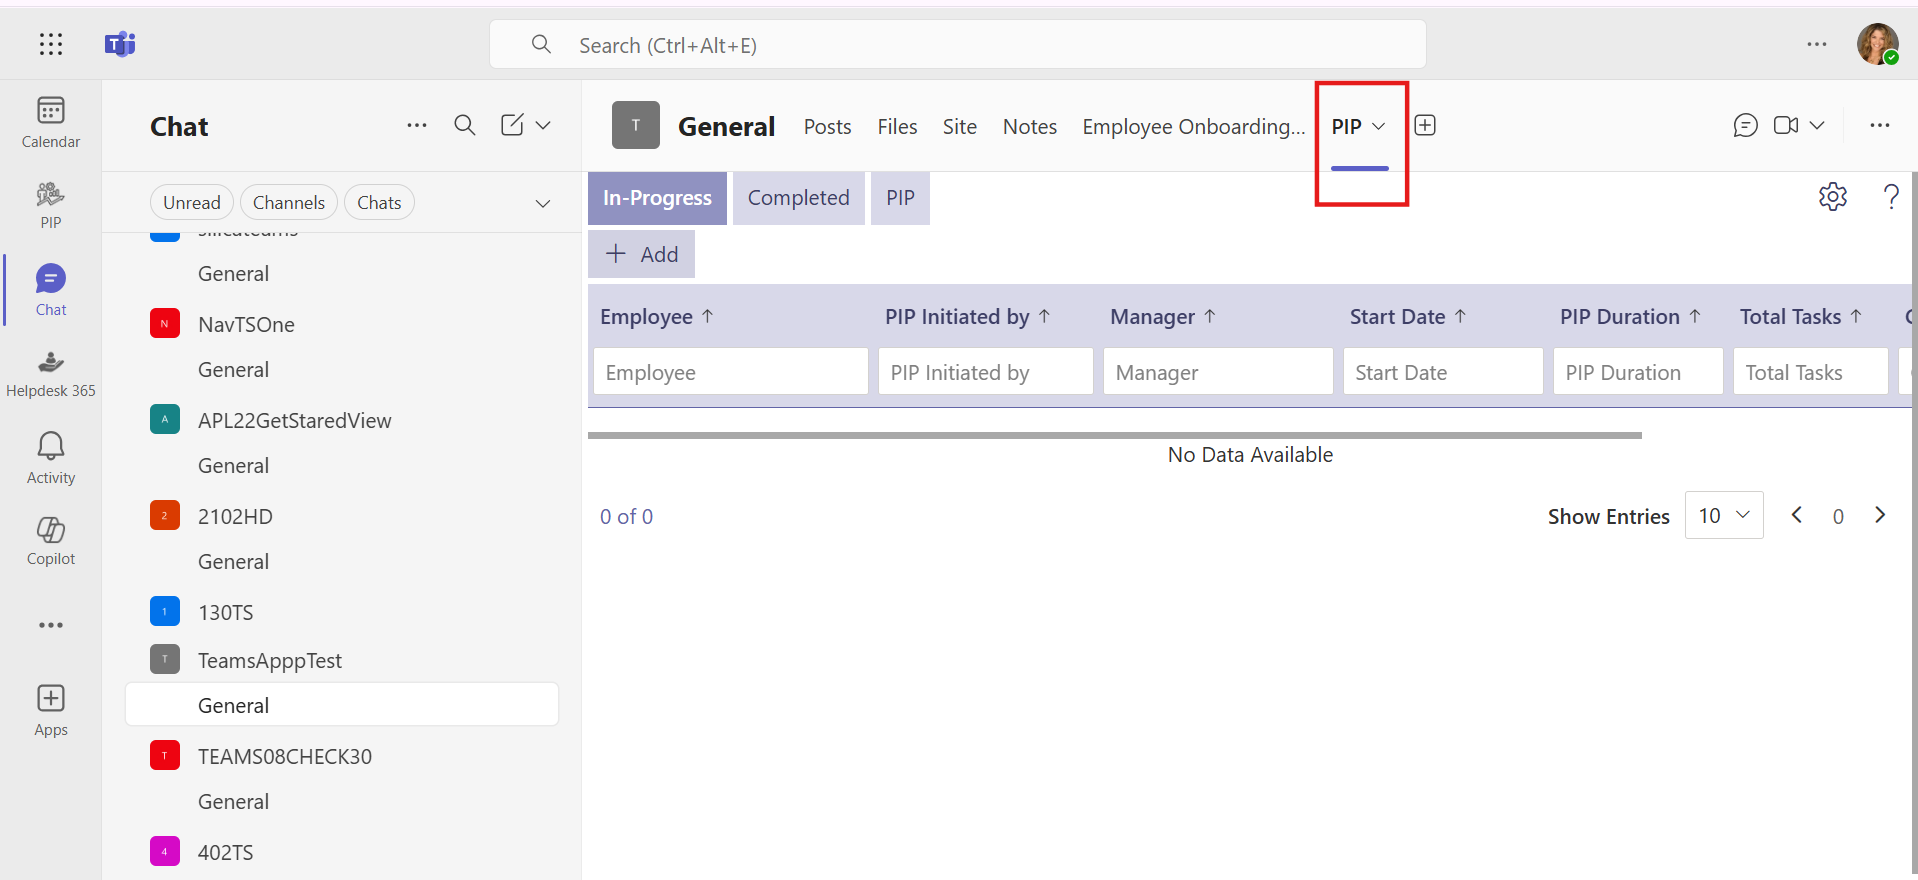 Search (Ctrl+Alt+E)
Calendar
PIP
Chat
Helpdesk 365
Activity
Copilot
Apps
Chat
Unread
Channels
Chats
General
N
NavTSOne
General
A
APL22GetStaredView
General
2
2102HD
General
1
130TS
T
TeamsApppTest
General
T
TEAMS08CHECK30
General
4
402TS
T
General
Posts
Files
Site
Notes
Employee Onboarding...
PIP
In-Progress
Completed
PIP
Add
Employee
PIP Initiated by
Manager
Start Date
PIP Duration
Total Tasks
Employee
PIP Initiated by
Manager
Start Date
PIP Duration
Total Tasks
No Data Available
0 of 0
Show Entries
10
0